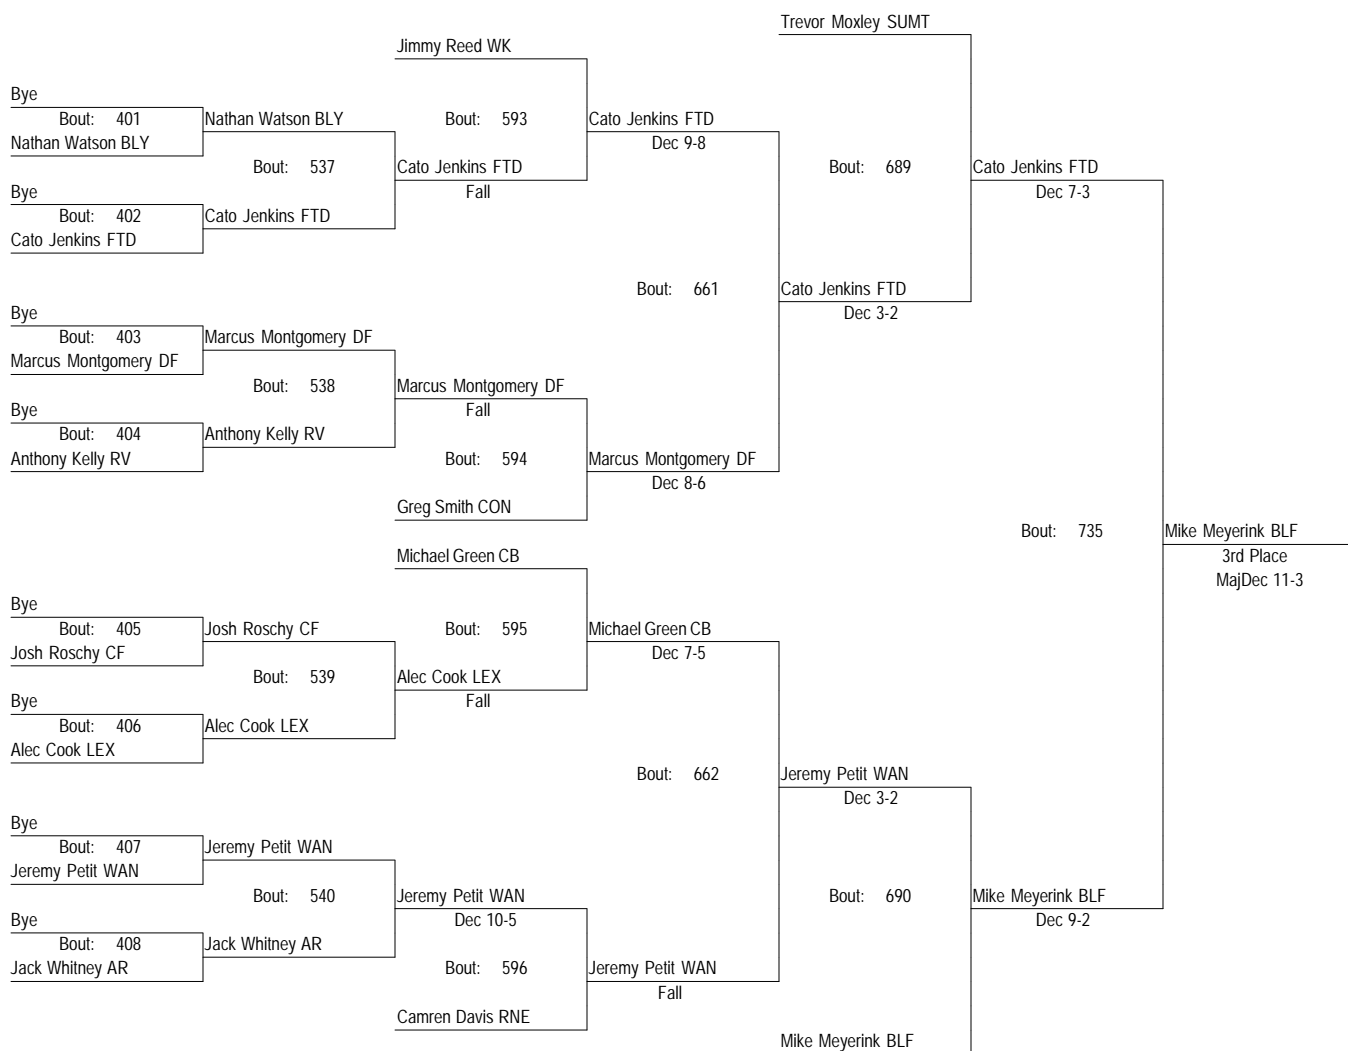 Trevor Moxley SUMT
Jimmy Reed WK
Bye
Bout: 401
Nathan Watson BLY
Nathan Watson BLY
Bout: 593
Cato Jenkins FTD
Dec 9-8
Bout: 537
Cato Jenkins FTD
Fall
Bout: 689
Cato Jenkins FTD
Dec 7-3
Bye
Bout: 402
Cato Jenkins FTD
Cato Jenkins FTD
Bout: 661
Cato Jenkins FTD
Dec 3-2
Bye
Bout: 403
Marcus Montgomery DF
Marcus Montgomery DF
Bout: 538
Marcus Montgomery DF
Fall
Bye
Bout: 404
Anthony Kelly RV
Anthony Kelly RV
Bout: 594
Marcus Montgomery DF
Dec 8-6
Greg Smith CON
Bout: 735
Mike Meyerink BLF
3rd Place
MajDec 11-3
Michael Green CB
Bye
Bout: 405
Josh Roschy CF
Josh Roschy CF
Bout: 595
Michael Green CB
Dec 7-5
Bout: 539
Alec Cook LEX
Fall
Bye
Bout: 406
Alec Cook LEX
Alec Cook LEX
Bout: 662
Jeremy Petit WAN
Dec 3-2
Bye
Bout: 407
Jeremy Petit WAN
Jeremy Petit WAN
Bout: 540
Jeremy Petit WAN
Dec 10-5
Bout: 690
Mike Meyerink BLF
Dec 9-2
Bye
Bout: 408
Jack Whitney AR
Jack Whitney AR
Bout: 596
Jeremy Petit WAN
Fall
Camren Davis RNE
Mike Meyerink BLF